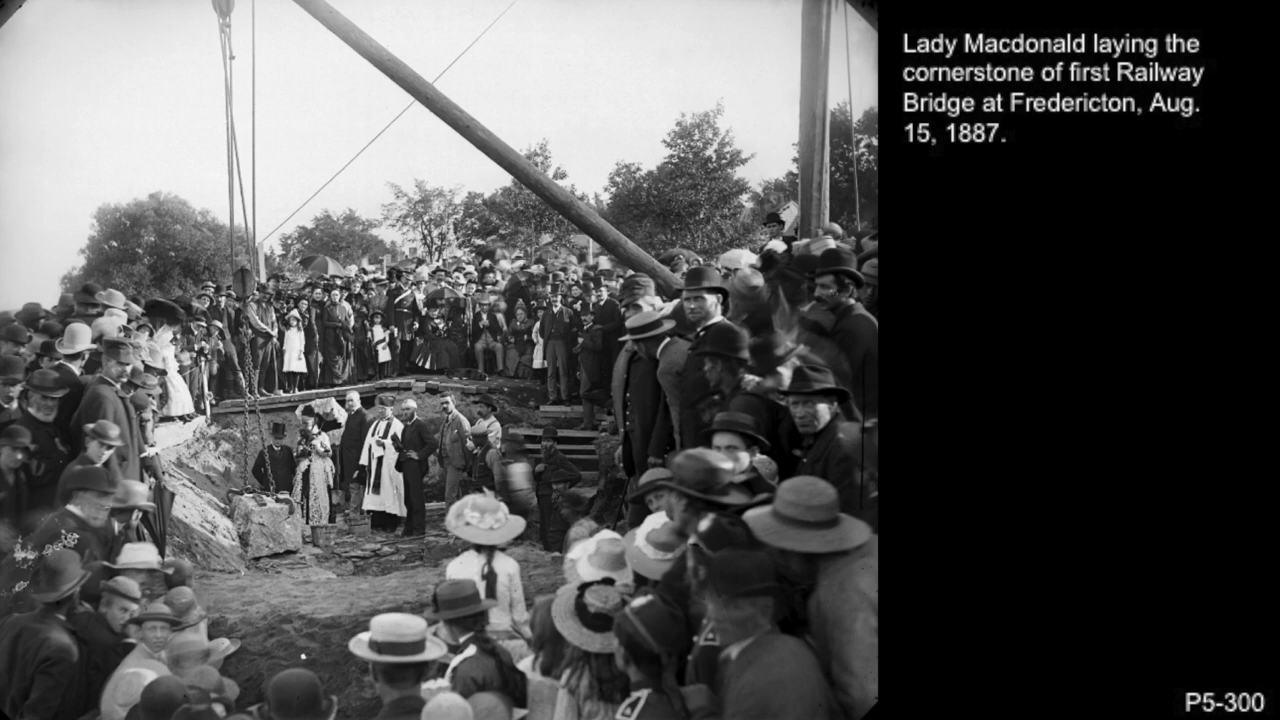 Lady Macdonald laying the
cornerstone of first Railway
Bridge at Fredericton, Aug.
15, 1887.
P5-300